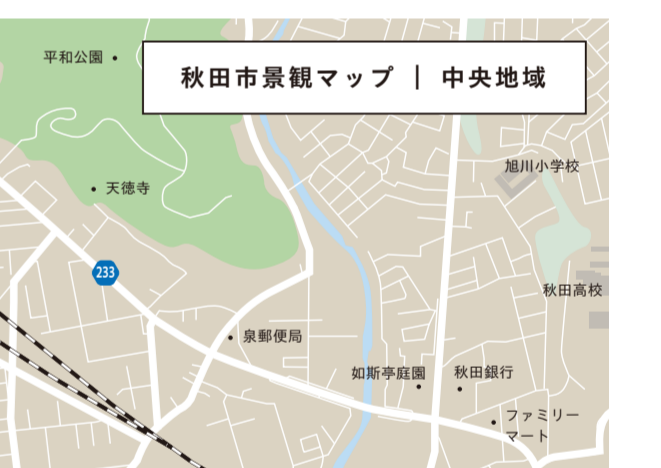 平和公園
秋田市景観マップ | 中央地域
旭川小学校
天徳寺
233
秋田高校
泉郵便局
如斯亭庭園
秋田銀行
ファミリー
マート